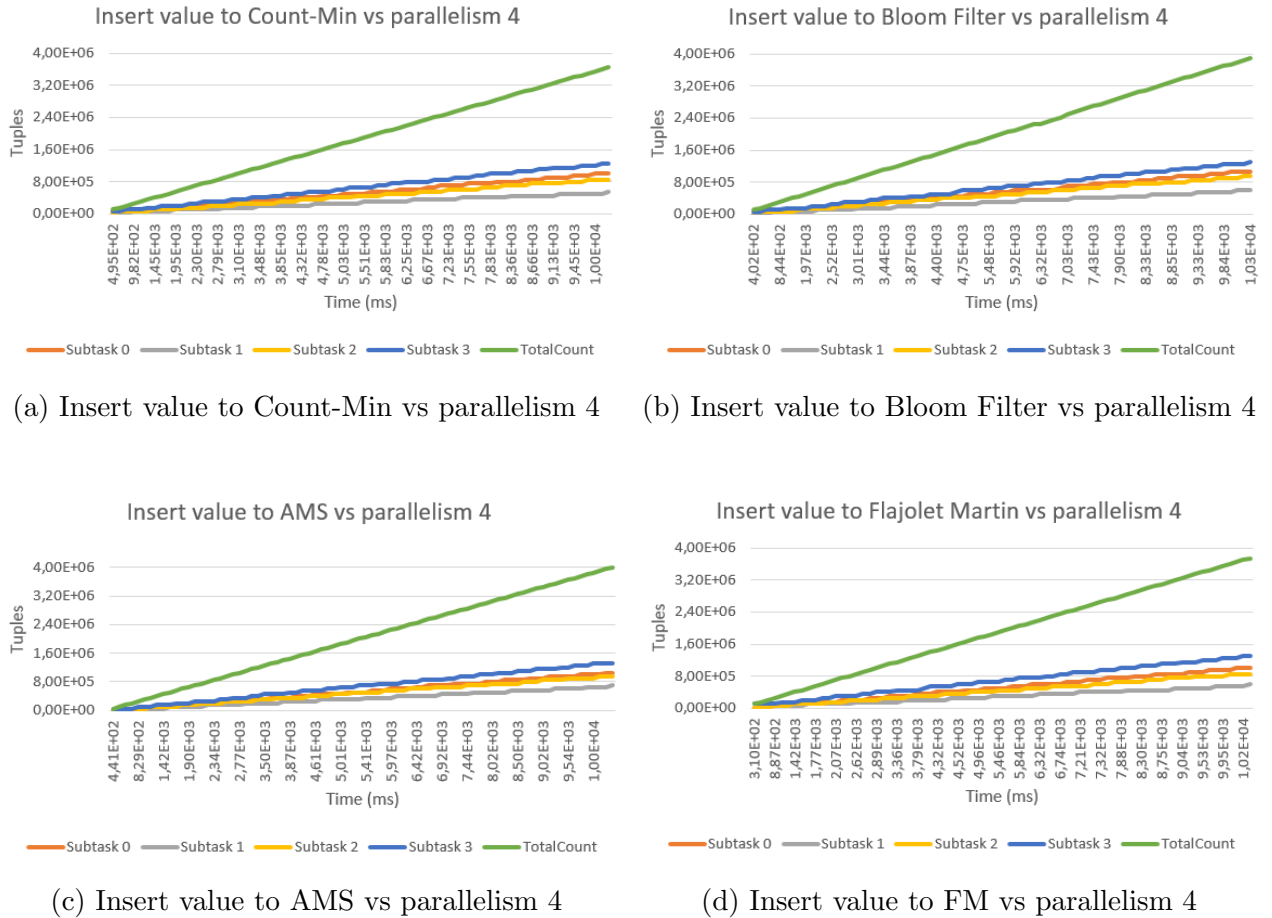 Insert value to Count-Min vs parallelism 4
4,00E+06
3,20E+06
2,40E+06
1,60E+06
8,00E+05
0,00E+00
Tuples
4,95E+02
9,82E+02
1,45E+03
1,95E+03
2,30E+03
2,79E+03
3,10E+03
3,48E+03
3,85E+03
4,32E+03
4,78E+03
5,03E+03
5,51E+03
5,83E+03
6,25E+03
6,67E+03
7,23E+03
7,55E+03
7,83E+03
8,36E+03
8,66E+03
9,13E+03
9,45E+03
1,00E+04
Time (ms)
Subtask 0 Subtask 1 Subtask 2 Subtask 3 TotalCount
(a) Insert value to Count-Min vs parallelism 4
Insert value to Bloom Filter vs parallelism 4
4,00E+06
3,20E+06
2,40E+06
1,60E+06
8,00E+05
0,00E+00
Tuples
4,02E+02
8,44E+02
1,97E+03
2,52E+03
3,01E+03
3,44E+03
3,87E+03
4,40E+03
4,75E+03
5,48E+03
5,92E+03
6,32E+03
7,03E+03
7,43E+03
7,90E+03
8,33E+03
8,85E+03
9,33E+03
9,84E+03
1,03E+04
Time (ms)
Subtask 0 Subtask 1 Subtask 2 Subtask 3 TotalCount
(b) Insert value to Bloom Filter vs parallelism 4
Insert value to AMS vs parallelism 4
4,00E+06
3,20E+06
2,40E+06
1,60E+06
8,00E+05
0,00E+00
Tuples
4,41E+02
8,29E+02
1,42E+03
1,90E+03
2,34E+03
2,77E+03
3,50E+03
3,87E+03
4,61E+03
5,01E+03
5,41E+03
5,97E+03
6,42E+03
6,92E+03
7,44E+03
8,02E+03
8,50E+03
9,02E+03
9,54E+03
1,00E+04
Time (ms)
Subtask 0 Subtask 1 Subtask 2 Subtask 3 TotalCount
(c) Insert value to AMS vs parallelism 4
Insert value to Flajolet Martin vs parallelism 4
4,00E+06
3,20E+06
2,40E+06
1,60E+06
8,00E+05
0,00E+00
Tuples
3,10E+02
8,87E+02
1,42E+03
1,77E+03
2,07E+03
2,62E+03
2,89E+03
3,36E+03
3,79E+03
4,32E+03
4,52E+03
4,96E+03
5,46E+03
5,84E+03
6,32E+03
6,74E+03
7,21E+03
7,32E+03
7,88E+03
8,30E+03
8,75E+03
9,04E+03
9,53E+03
9,95E+03
1,02E+04
Time (ms)
Subtask 0 Subtask 1 Subtask 2 Subtask 3 TotalCount
(d) Insert value to FM vs parallelism 4